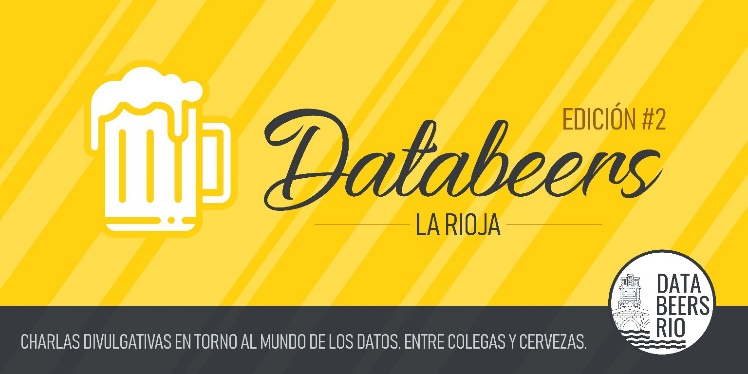 EDICIÓN #2
Databeers
LA RIOJA
CHARLAS DIVULGATIVAS EN TORNO AL MUNDO DE LOS DATOS. ENTRE COLEGAS Y CERVEZAS.
DATA
BEERS
RIO